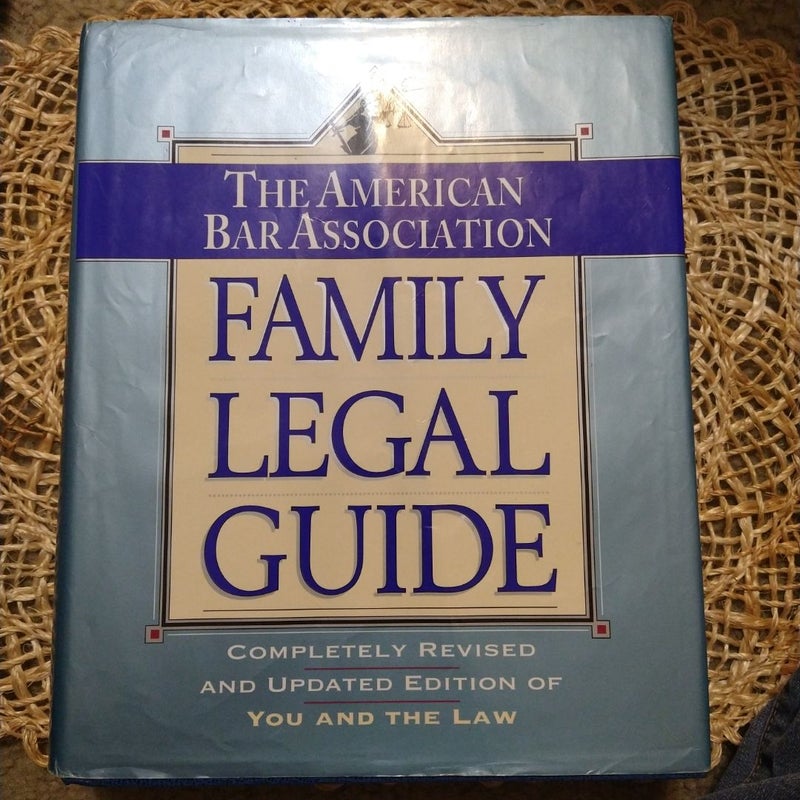 THE AMERICAN
BAR ASSOCIATION
FAMILY
LEGAL
GUIDE
COMPLETELY REVISED
AND UPDATED EDITION OF
YOU AND THE LAW